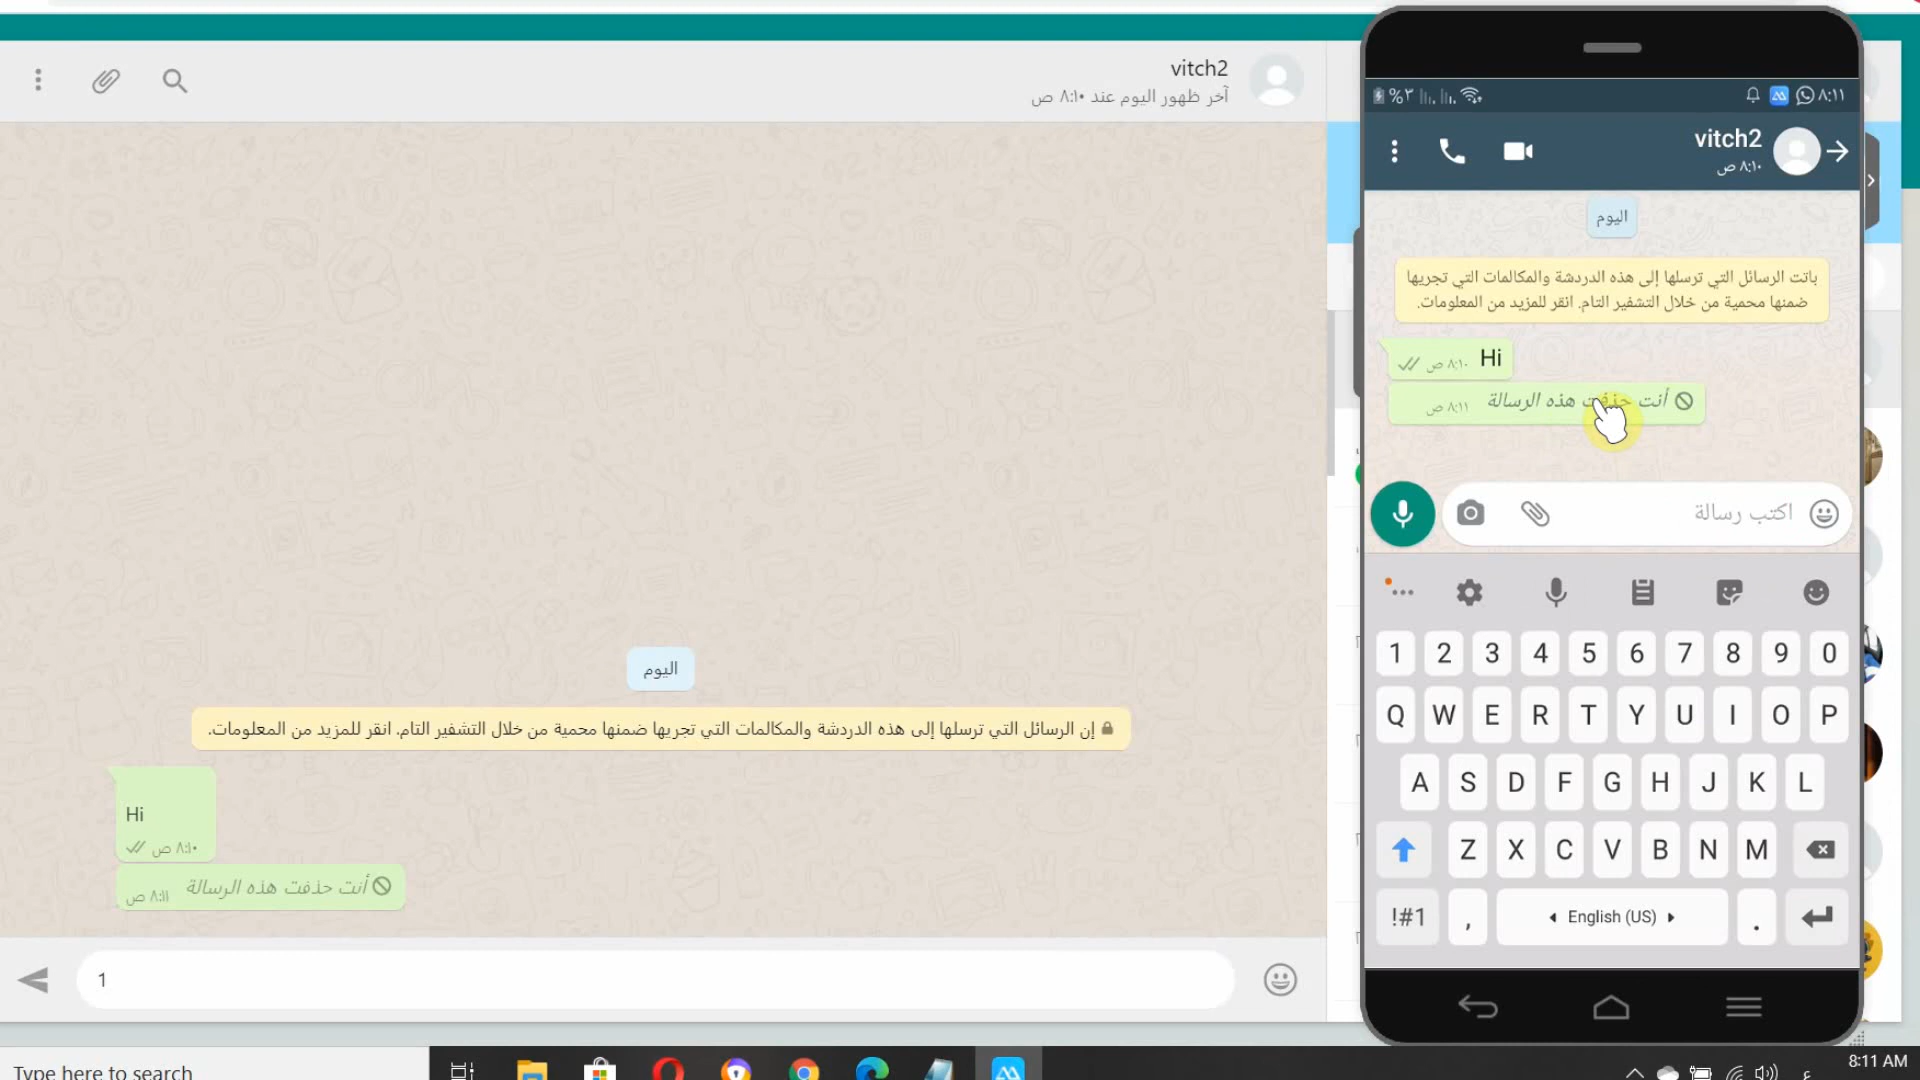 vitch2
آخر ظهور اليوم عند ٨:١٠ ص
اليوم
إن الرسائل التي ترسلها إلى هذه الدردشة والمكالمات التي تجريها ضمنها محمية من خلال التشفير التام. انقر للمزيد من المعلومات.
Hi
٨:١٠ ص
أنت حذفت هذه الرسالة
٨:١١ ص
1
%٣
٨:١١
vitch2
٨:١٠ ص
اليوم
باتت الرسائل التي ترسلها إلى هذه الدردشة والمكالمات التي تجريها
ضمنها محمية من خلال التشفير التام. انقر للمزيد من المعلومات.
Hi
٨:١٠ ص
أنت حذفت هذه الرسالة
٨:١١ ص
اكتب رسالة
1 2 3 4 5 6 7 8 9 0
Q W E R T Y U I O P
A S D F G H J K L
Z X C V B N M
!#1 , English (US) .
Type here to search
8:11 AM
ع